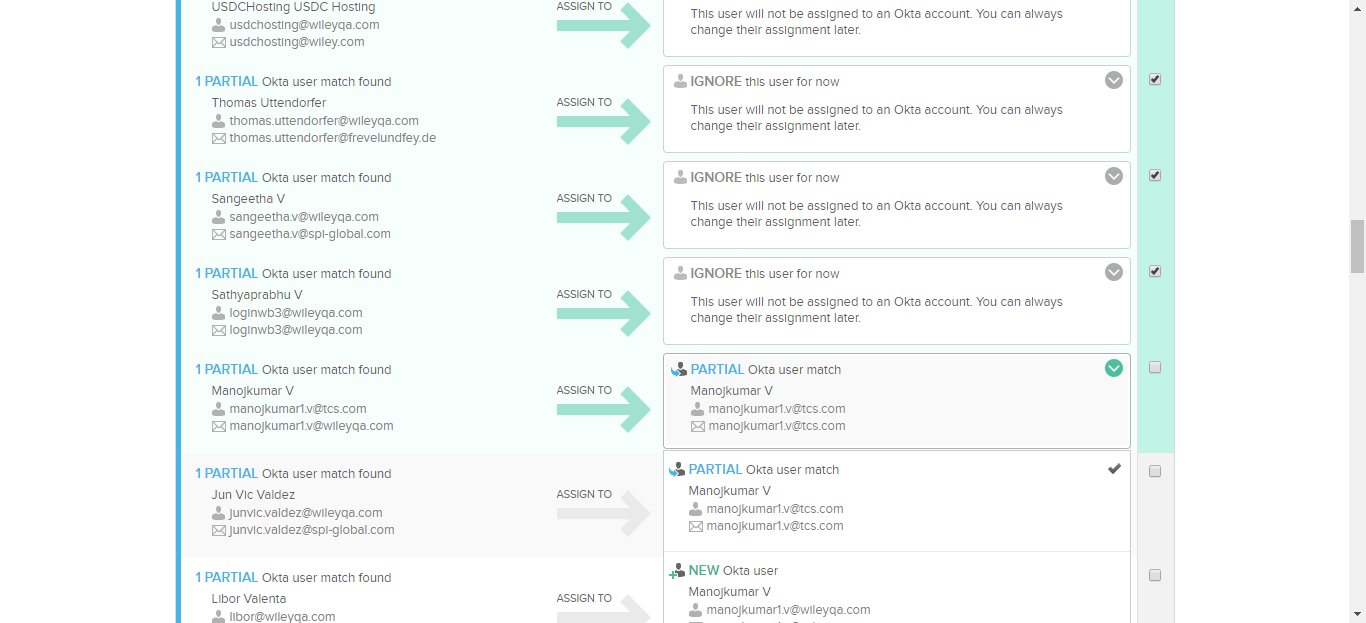 USDCHosting USDC Hosting
usdchosting@wileyqa.com
usdchosting@wiley.com
ASSIGN TO
This user will not be assigned to an Okta account. You can always
change their assignment later.
1 PARTIAL Okta user match found
Thomas Uttendorfer
thomas.uttendorfer@wileyqa.com
thomas.uttendorfer@frevelundfey.de
ASSIGN TO
IGNORE this user for now
This user will not be assigned to an Okta account. You can always
change their assignment later.
1 PARTIAL Okta user match found
Sangeetha V
sangeetha.v@wileyqa.com
sangeetha.v@spi-global.com
ASSIGN TO
IGNORE this user for now
This user will not be assigned to an Okta account. You can always
change their assignment later.
1 PARTIAL Okta user match found
Sathyaprabhu V
loginwb3@wileyqa.com
loginwb3@wileyqa.com
ASSIGN TO
IGNORE this user for now
This user will not be assigned to an Okta account. You can always
change their assignment later.
1 PARTIAL Okta user match found
Manojkumar V
manojkumar1.v@tcs.com
manojkumar1.v@wileyqa.com
ASSIGN TO
PARTIAL Okta user match
Manojkumar V
manojkumar1.v@tcs.com
manojkumar1.v@tcs.com
1 PARTIAL Okta user match found
Jun Vic Valdez
junvic.valdez@wileyqa.com
junvic.valdez@spi-global.com
ASSIGN TO
PARTIAL Okta user match
Manojkumar V
manojkumar1.v@tcs.com
manojkumar1.v@tcs.com
1 PARTIAL Okta user match found
Libor Valenta
libor@wileyqa.com
ASSIGN TO
NEW Okta user
Manojkumar V
manojkumar1.v@wileyqa.com